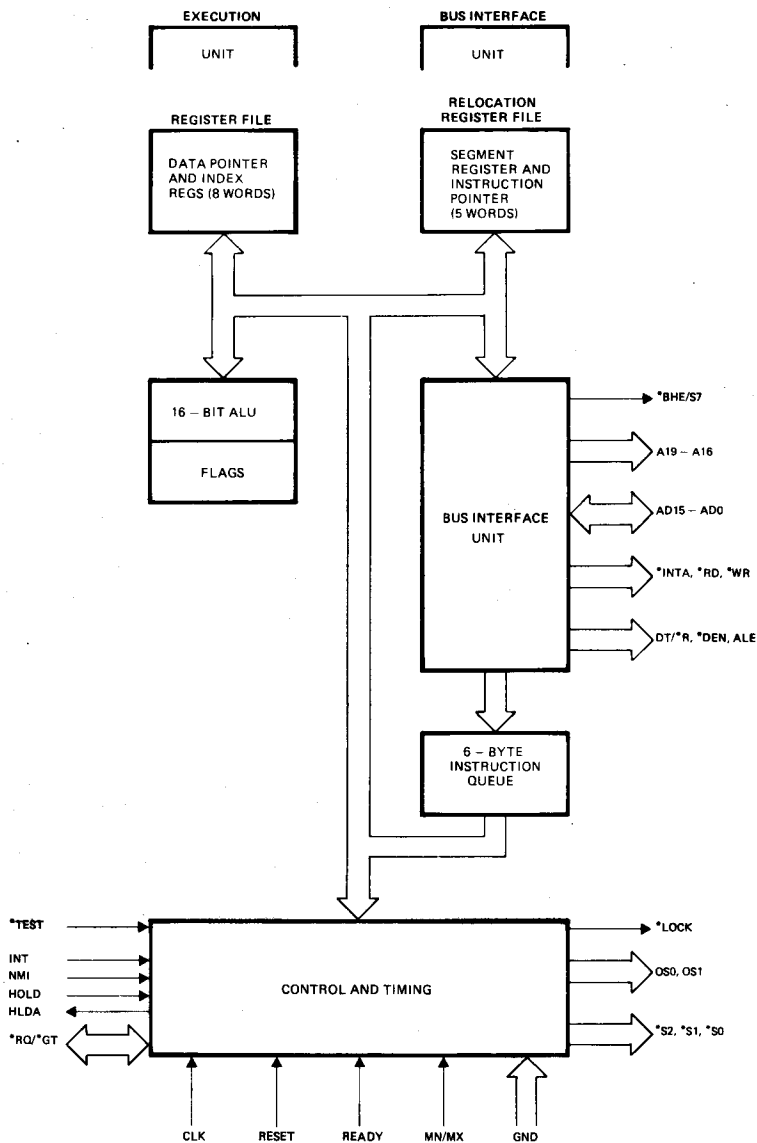 EXECUTION
UNIT
BUS INTERFACE
UNIT
REGISTER FILE
DATA POINTER
AND INDEX
REGS (8 WORDS)
RELOCATION
REGISTER FILE
SEGMENT
REGISTER AND
INSTRUCTION
POINTER
(5 WORDS)
16 – BIT ALU
FLAGS
BUS INTERFACE
UNIT
*BHE/S7
A19 – A16
AD15 – AD0
*INTA, *RD, *WR
DT/*R, *DEN, ALE
6 – BYTE
INSTRUCTION
QUEUE
*TEST
INT
NMI
HOLD
HLDA
*RQ/*GT
CONTROL AND TIMING
*LOCK
OS0, OS1
*S2, *S1, *S0
CLK
RESET
READY
MN/MX
GND